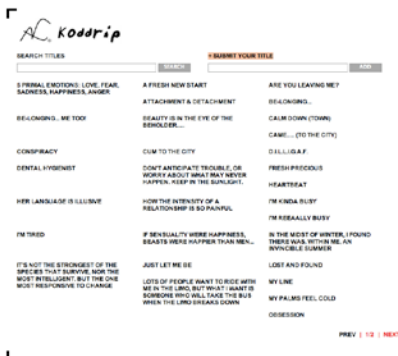 AC. Koddrip
SEARCH TITLES
+ SUBMIT YOUR TITLE
SEARCH
ADD
5 PRIMAL EMOTIONS: LOVE, FEAR,
SADNESS, HAPPINESS, ANGER
A FRESH NEW START
ARE YOU LEAVING ME?
ATTACHMENT & DETACHMENT
BE-LONGING...
BE-LONGING... ME TOO!
BEAUTY IS IN THE EYE OF THE
BEHOLDER....
CALM DOWN (TOWN)
CAME.... (TO THE CITY)
CONSPIRACY
CUM TO THE CITY
D.I.L.L.I.G.A.F.
DENTAL HYGIENIST
DON'T ANTICIPATE TROUBLE, OR
WORRY ABOUT WHAT MAY NEVER
HAPPEN. KEEP IN THE SUNLIGHT.
FRESH PRECIOUS
HEARTBEAT
HER LANGUAGE IS ILLUSIVE
HOW THE INTENSITY OF A
RELATIONSHIP IS SO PAINFUL.
I'M KINDA BUSY
I'M REEAALLY BUSY
I'M TIRED
IF SENSUALITY WERE HAPPINESS,
BEASTS WERE HAPPIER THAN MEN...
IN THE MIDST OF WINTER, I FOUND
THERE WAS, WITHIN ME, AN
INVINCIBLE SUMMER
IT'S NOT THE STRONGEST OF THE
SPECIES THAT SURVIVE, NOR THE
MOST INTELLIGENT, BUT THE ONE
MOST RESPONSIVE TO CHANGE
JUST LET ME BE
LOST AND FOUND
LOTS OF PEOPLE WANT TO RIDE WITH
ME IN THE LIMO, BUT WHAT I WANT IS
SOMEONE WHO WILL TAKE THE BUS
WHEN THE LIMO BREAKS DOWN
MY LINE
MY PALMS FEEL COLD
OBSESSION
PREV | 1/2 | NEXT